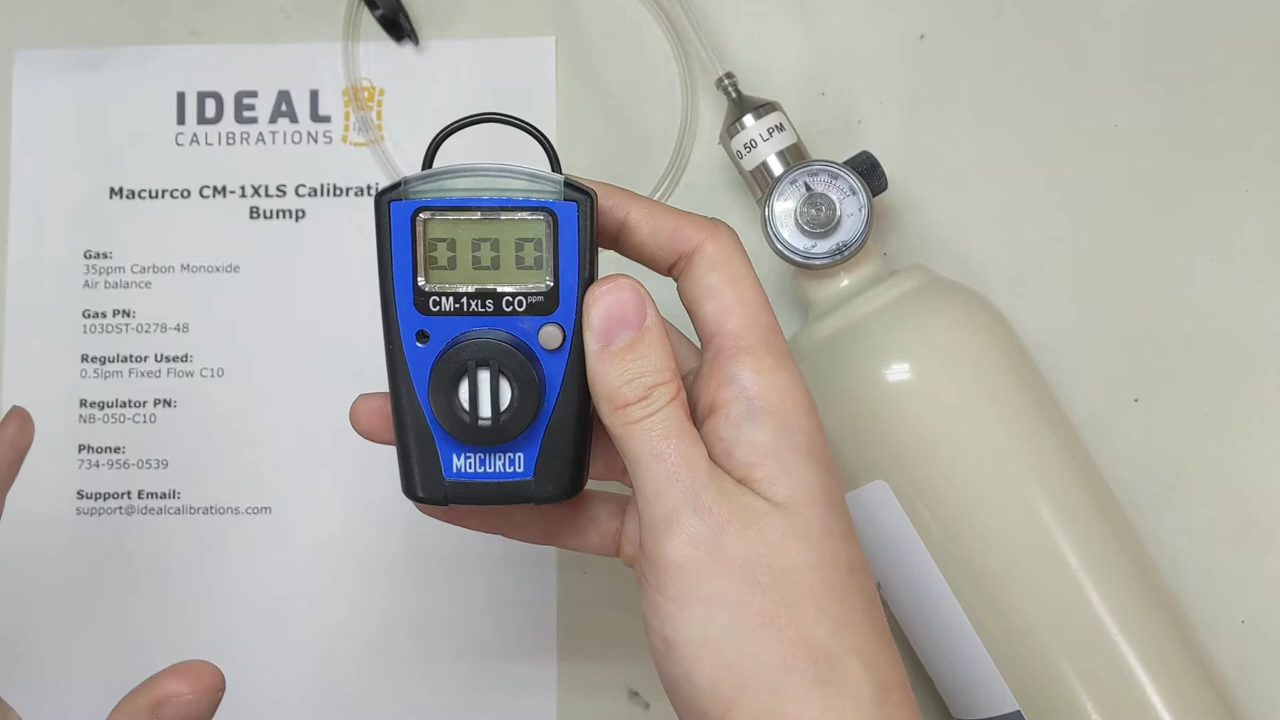 IDEAL
CALIBRATIONS
Macurco CM-1XLS
Bump
Gas:
35ppm Carbon Monoxide
Air balance
Gas PN:
103DST-0278-48
Regulator Used:
0.5lpm Fixed Flow C10
Regulator PN:
NB-050-C10
Phone:
734-956-0539
Support Email:
support@idealcalibrations.com
000
CM-1XLS CO ppm
MACURCO
0.50 LPM